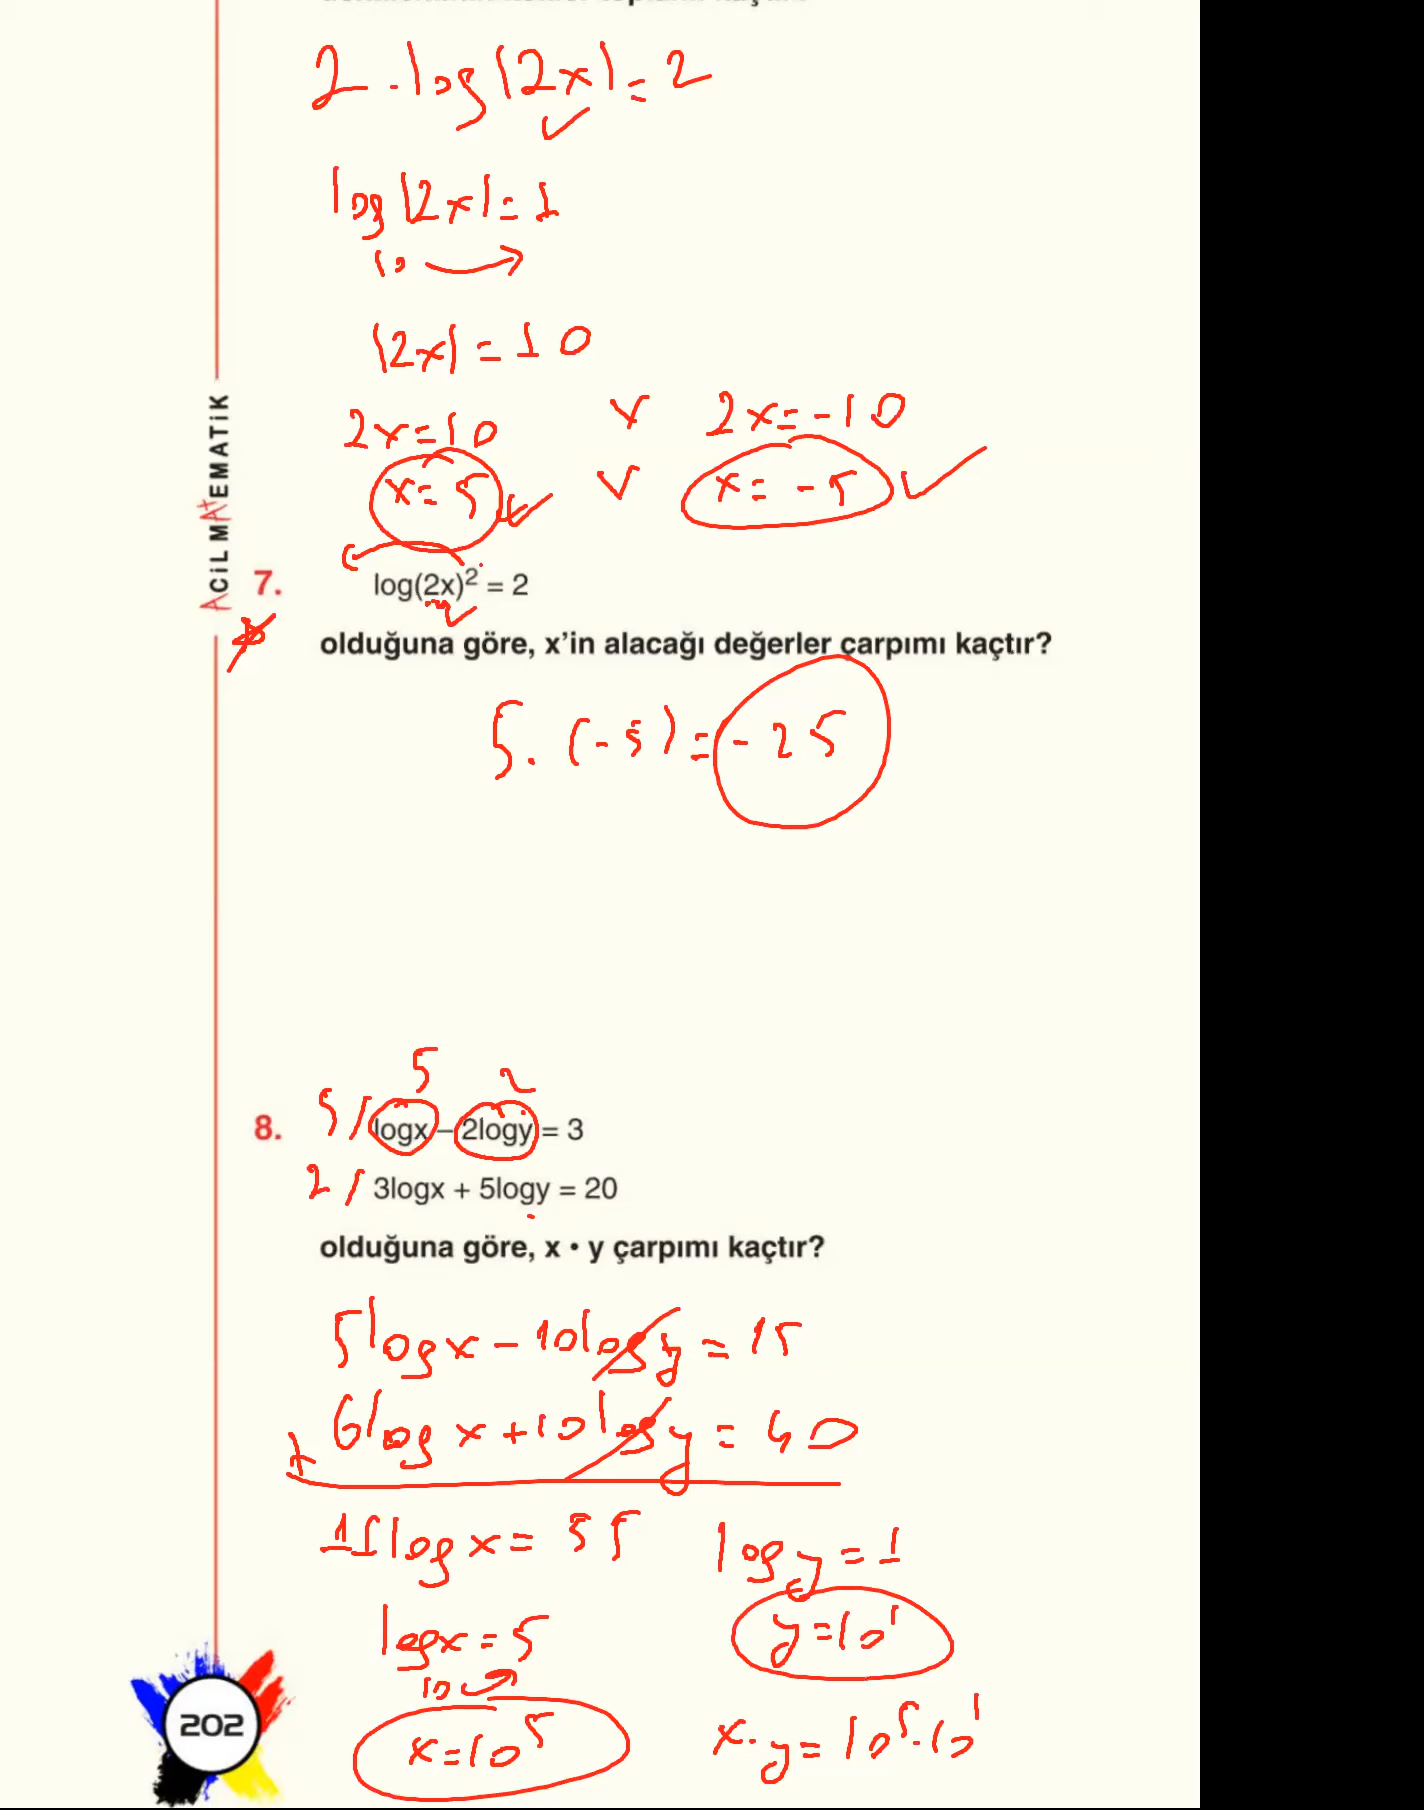 2 · log|2x| = 2
log|2x| = 1
10
|2x| = 10
2x = 10 v 2x = -10
x = 5 v x = -5
ACİLMATEMATİK
7. log(2x)² = 2
olduğuna göre, x'in alacağı değerler çarpımı kaçtır?
5 · (-5) = -25
5 2
5/ logx – 2logy = 3
8.
2/ 3logx + 5logy = 20
olduğuna göre, x • y çarpımı kaçtır?
5logx - 10logy = 15
+ 6logx + 10logy = 40
11logx = 55 logy = 1
logx = 5 y = 10¹
10
x = 10⁵ x · y = 10⁵ · 10¹
202